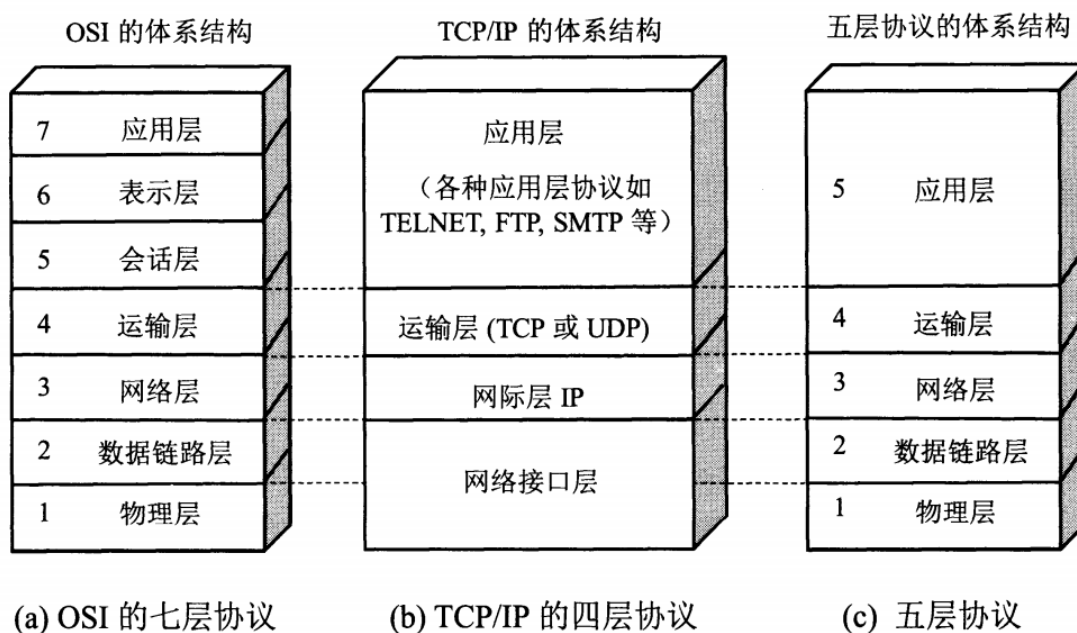 OSI 的体系结构
7 应用层
6 表示层
5 会话层
4 运输层
3 网络层
2 数据链路层
1 物理层
(a) OSI 的七层协议
TCP/IP 的体系结构
应用层
（各种应用层协议如
TELNET, FTP, SMTP 等）
运输层 (TCP 或 UDP)
网际层 IP
网络接口层
(b) TCP/IP 的四层协议
五层协议的体系结构
5 应用层
4 运输层
3 网络层
2 数据链路层
1 物理层
(c) 五层协议